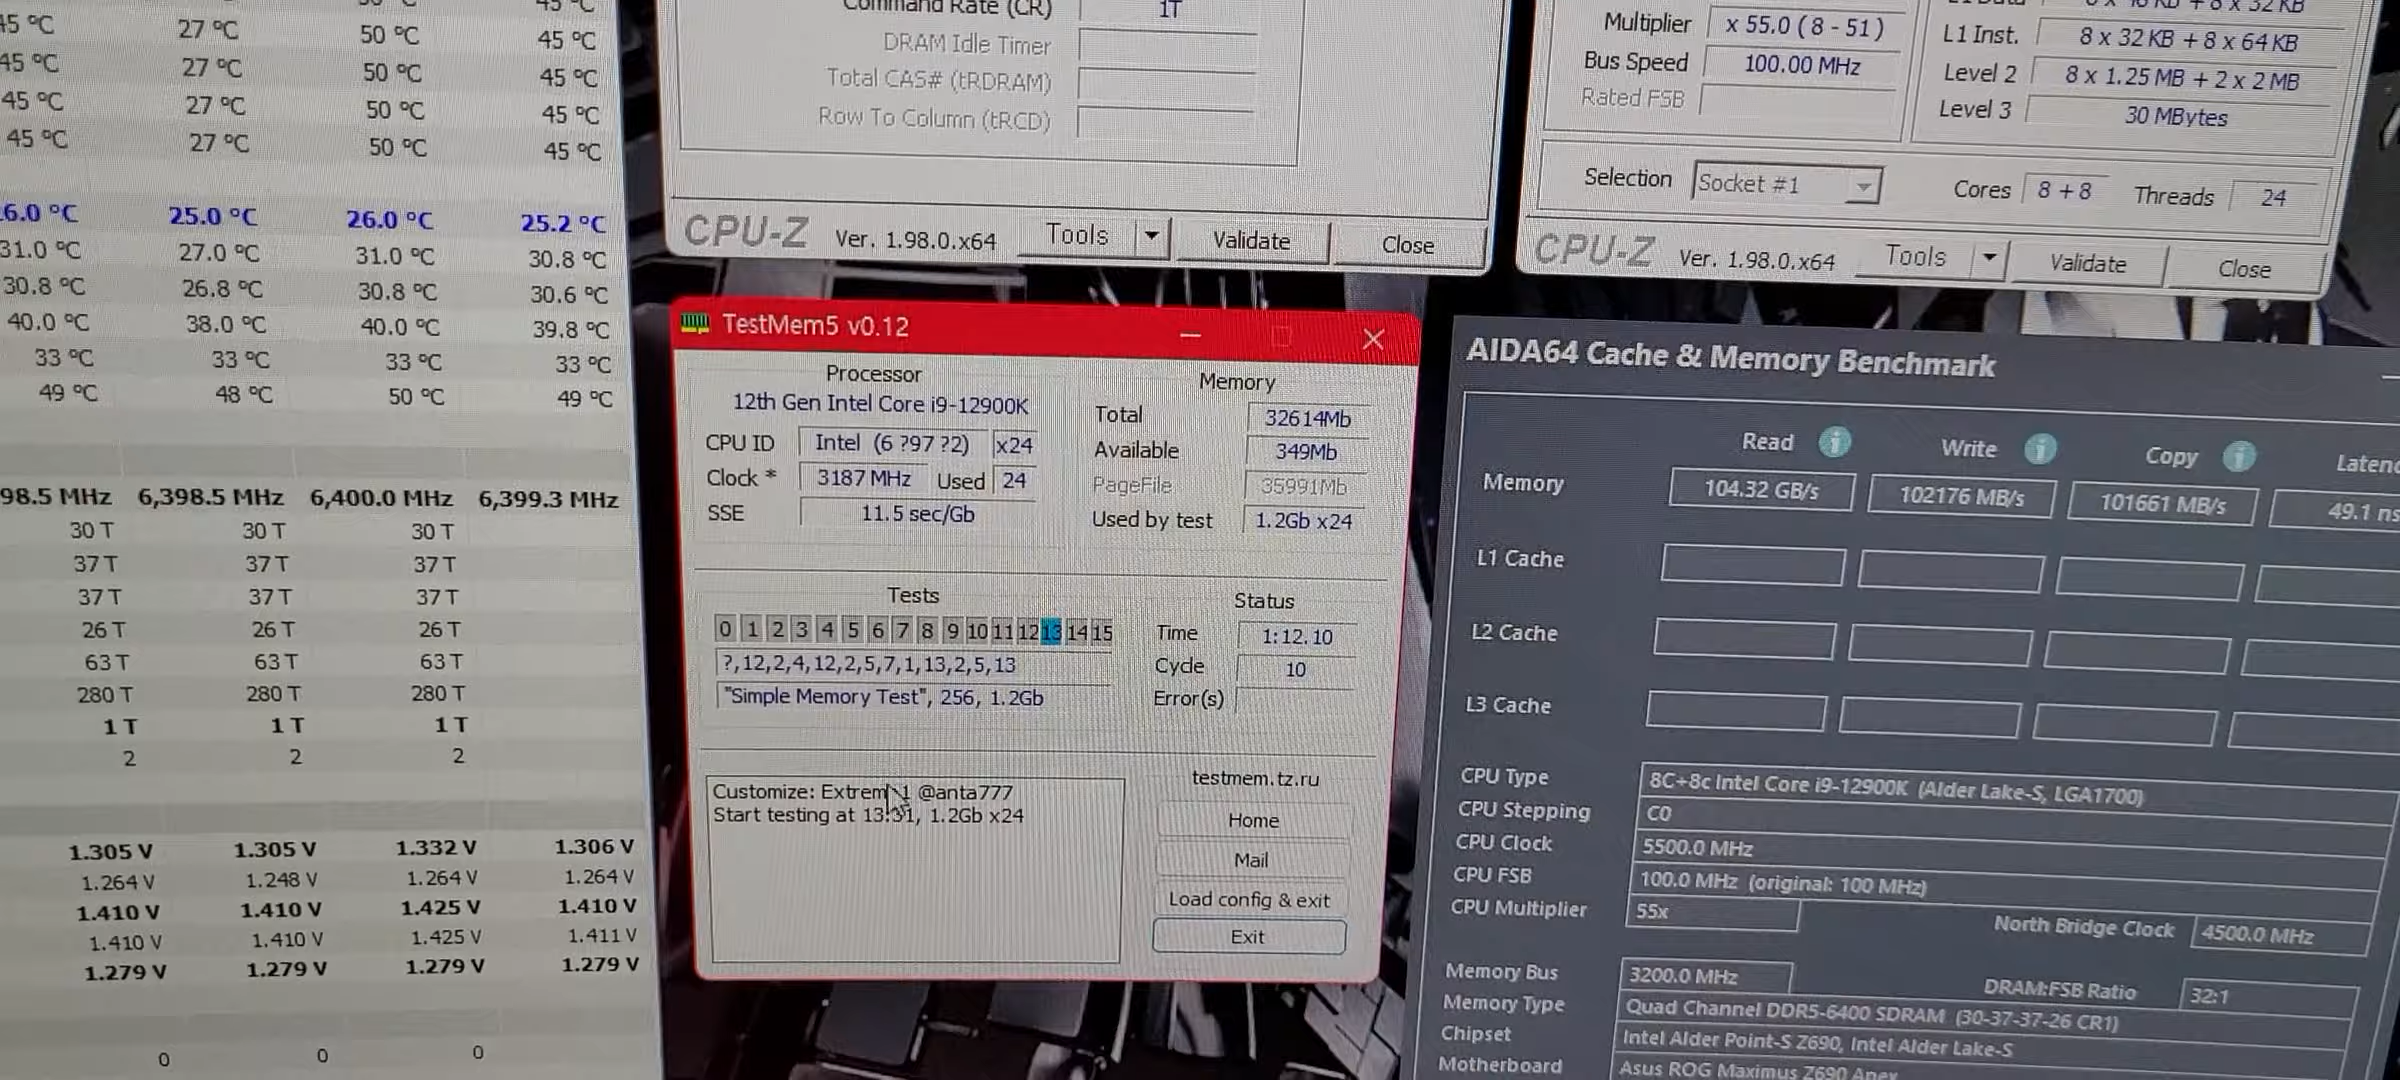 45 °C
45 °C 27 °C 50 °C 45 °C
45 °C 27 °C 50 °C 45 °C
45 °C 27 °C 50 °C 45 °C
45 °C 27 °C 50 °C 45 °C
6.0 °C 25.0 °C 26.0 °C 25.2 °C
31.0 °C 27.0 °C 31.0 °C 30.8 °C
30.8 °C 26.8 °C 30.8 °C 30.6 °C
40.0 °C 38.0 °C 40.0 °C 39.8 °C
33 °C 33 °C 33 °C 33 °C
49 °C 48 °C 50 °C 49 °C
98.5 MHz 6,398.5 MHz 6,400.0 MHz 6,399.3 MHz
30 T 30 T 30 T
37 T 37 T 37 T
37 T 37 T 37 T
26 T 26 T 26 T
63 T 63 T 63 T
280 T 280 T 280 T
1 T 1 T 1 T
2 2 2
1.305 V 1.305 V 1.332 V 1.306 V
1.264 V 1.248 V 1.264 V 1.264 V
1.410 V 1.410 V 1.425 V 1.410 V
1.410 V 1.410 V 1.425 V 1.411 V
1.279 V 1.279 V 1.279 V 1.279 V
0 0 0
Command Rate (CR) 1T
DRAM Idle Timer
Total CAS# (tRDRAM)
Row To Column (tRCD)
CPU-Z Ver. 1.98.0.x64 Tools Validate Close
Multiplier x 55.0 ( 8 - 51 )
Bus Speed 100.00 MHz
Rated FSB
L1 Inst. 8 x 32 KB + 8 x 64 KB
Level 2 8 x 1.25 MB + 2 x 2 MB
Level 3 30 MBytes
Selection Socket #1 Cores 8 + 8 Threads 24
CPU-Z Ver. 1.98.0.x64 Tools Validate Close
TestMem5 v0.12
Processor
12th Gen Intel Core i9-12900K
CPU ID Intel (6 ?97 ?2) x24
Clock * 3187 MHz Used 24
SSE 11.5 sec/Gb
Memory
Total 32614Mb
Available 349Mb
PageFile 35991Mb
Used by test 1.2Gb x24
Tests
0 1 2 3 4 5 6 7 8 9 10 11 12 13 14 15
?,12,2,4,12,2,5,7,1,13,2,5,13
"Simple Memory Test", 256, 1.2Gb
Status
Time 1:12.10
Cycle 10
Error(s)
Customize: @anta777
Start testing at 1.2Gb x24
testmem.tz.ru
Home
Mail
Load config & exit
Exit
AIDA64 Cache & Memory Benchmark
Read Write Copy
Memory 104.32 GB/s 102176 MB/s 101661 MB/s 49.1 ns
L1 Cache
L2 Cache
L3 Cache
CPU Type 8C+8c Intel Core i9-12900K (Alder Lake-S, LGA1700)
CPU Stepping C0
CPU Clock 5500.0 MHz
CPU FSB 100.0 MHz (original: 100 MHz)
CPU Multiplier 55x North Bridge Clock 4500.0 MHz
Memory Bus 3200.0 MHz DRAM:FSB Ratio 32:1
Memory Type Quad Channel DDR5-6400 SDRAM (30-37-37-26 CR1)
Chipset Intel Alder Point-S Z690, Intel Alder Lake-S
Motherboard Asus ROG Maximus Z690 Apex